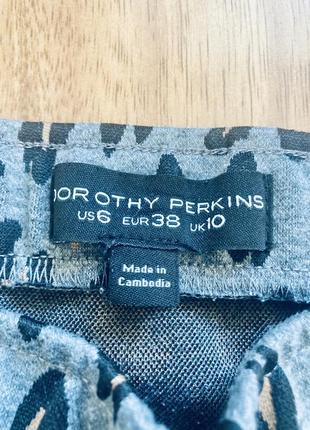 DOROTHY PERKINS
US6 EUR38 UK10
Made in
Cambodia